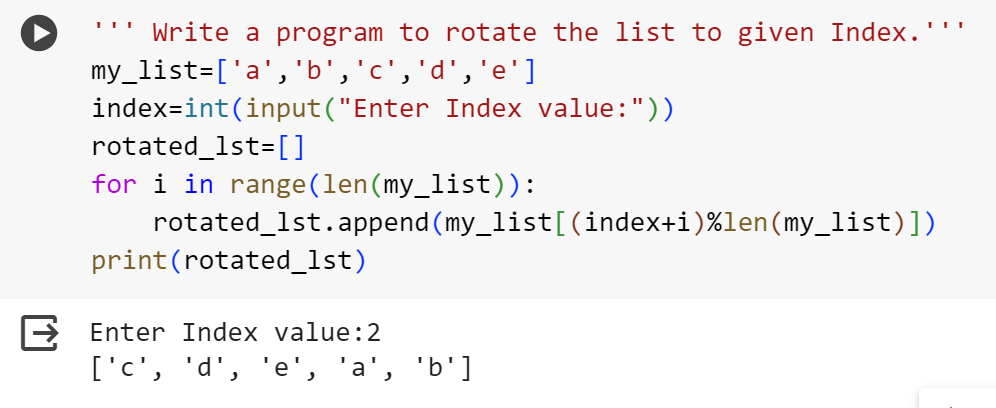 ''' Write a program to rotate the list to given Index.'''
my_list=['a','b','c','d','e']
index=int(input("Enter Index value:"))
rotated_lst=[]
for i in range(len(my_list)):
    rotated_lst.append(my_list[(index+i)%len(my_list)])
print(rotated_lst)
Enter Index value:2
['c', 'd', 'e', 'a', 'b']